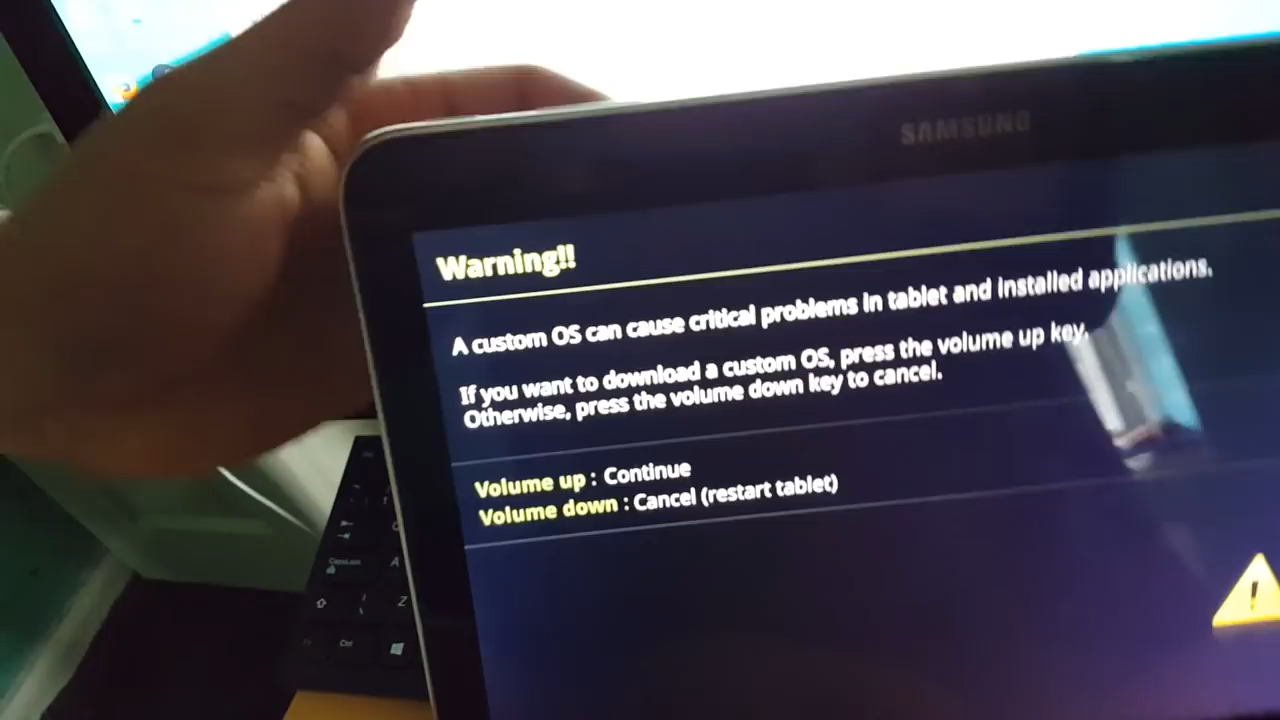 SAMSUNG
Warning!!
A custom OS can cause critical problems in tablet and installed applications.
If you want to download a custom OS, press the volume up key.
Otherwise, press the volume down key to cancel.
Volume up : Continue
Volume down : Cancel (restart tablet)
CapsLock
A
Z
Ctrl